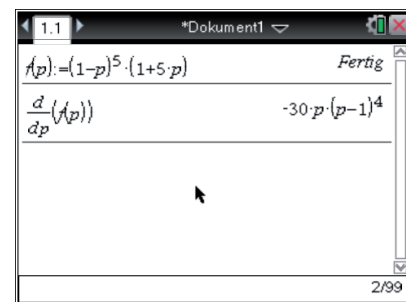 1.1 *Dokument1
f(p):=(1−p)⁵·(1+5·p) Fertig
d/dp(f(p)) -30·p·(p−1)⁴
2/99